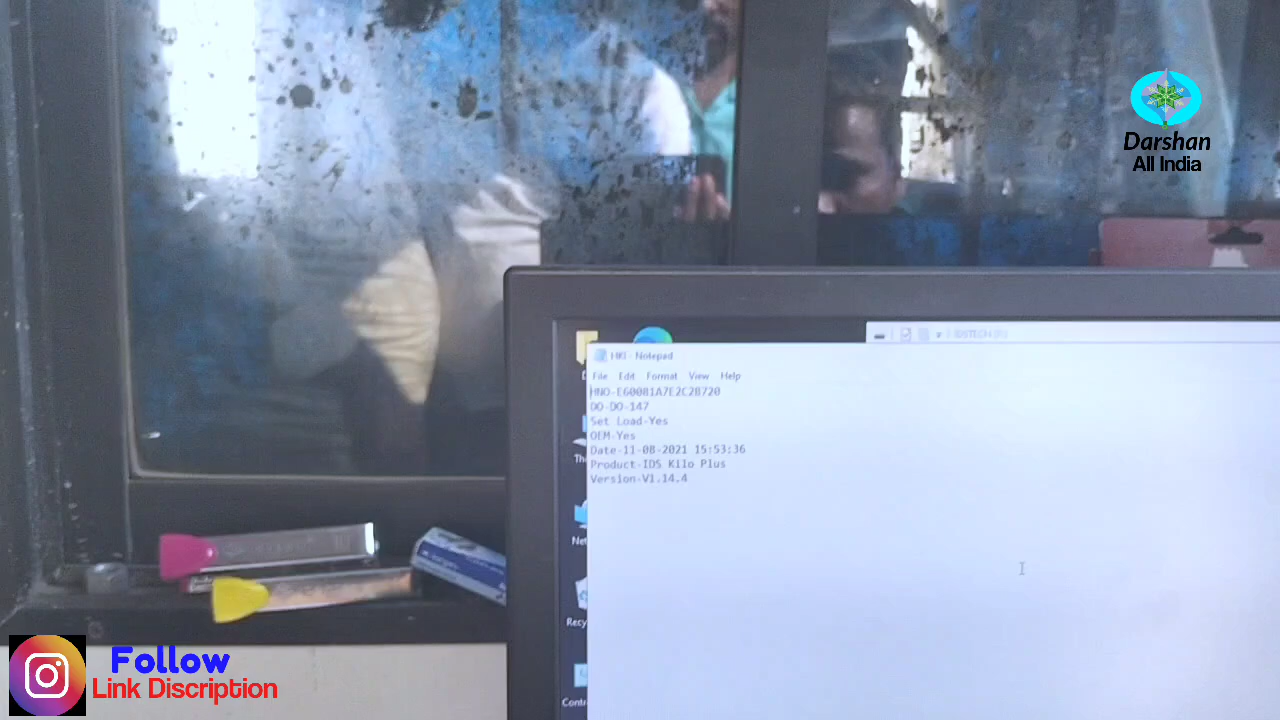 Darshan
All India
HKI - Notepad
File Edit Format View Help
HNO-E60081A7E2C28720
DO-DO-147
Set Load-Yes
OEM-Yes
Date-11-08-2021 15:53:36
Product-IDS Kilo Plus
Version-V1.14.4
Follow
Link Discription